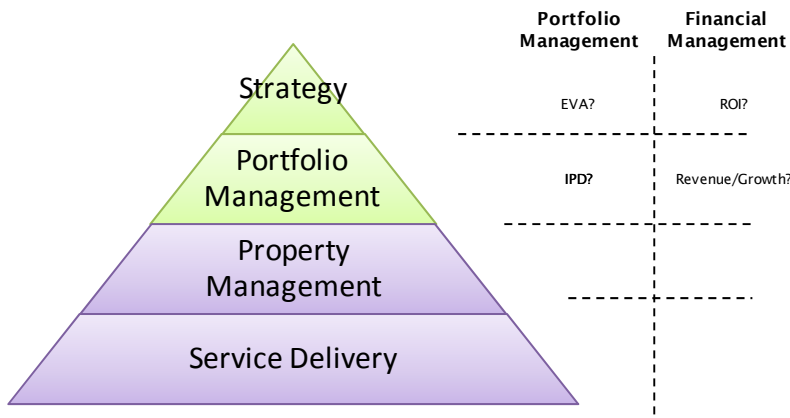 Portfolio Management
Financial Management
Strategy
EVA?
ROI?
Portfolio
Management
IPD?
Revenue/Growth?
Property
Management
Service Delivery